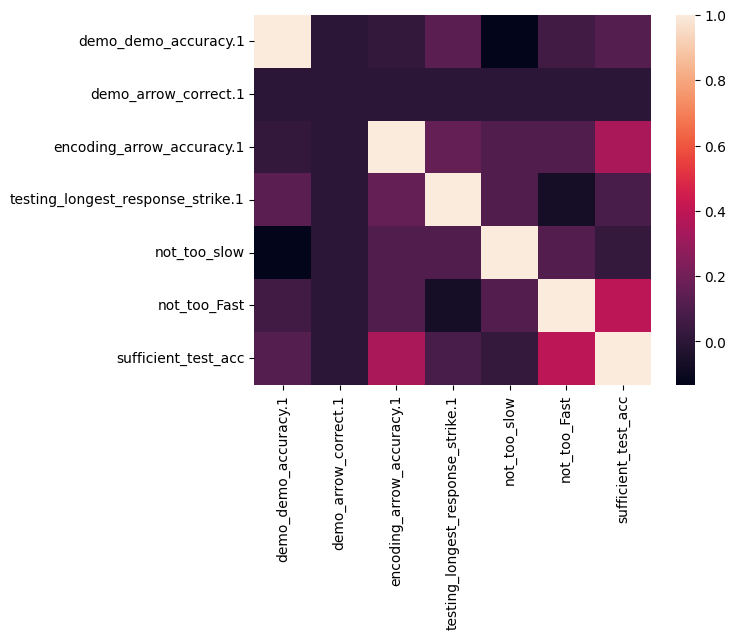 demo_demo_accuracy.1
demo_arrow_correct.1
encoding_arrow_accuracy.1
testing_longest_response_strike.1
not_too_slow
not_too_Fast
sufficient_test_acc
demo_demo_accuracy.1
demo_arrow_correct.1
encoding_arrow_accuracy.1
testing_longest_response_strike.1
not_too_slow
not_too_Fast
sufficient_test_acc
1.0
0.8
0.6
0.4
0.2
0.0